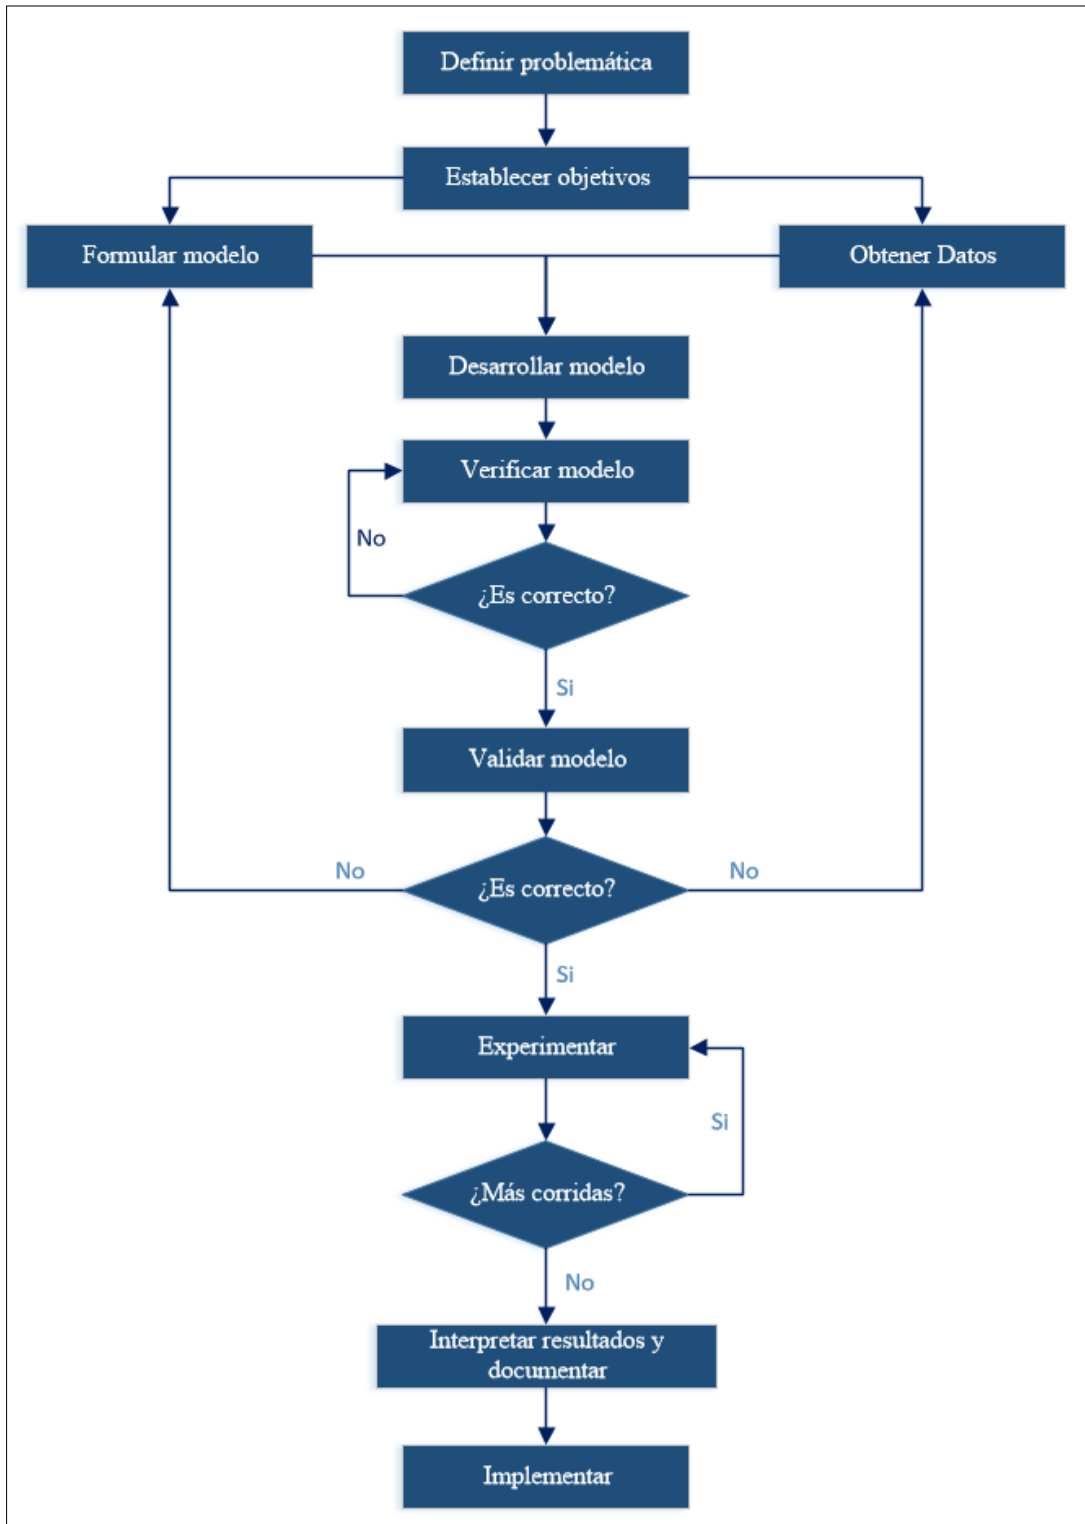 Definir problemática
Establecer objetivos
Formular modelo
Obtener Datos
Desarrollar modelo
Verificar modelo
No
¿Es correcto?
Si
Validar modelo
No
¿Es correcto?
No
Si
Experimentar
Si
¿Más corridas?
No
Interpretar resultados y
documentar
Implementar